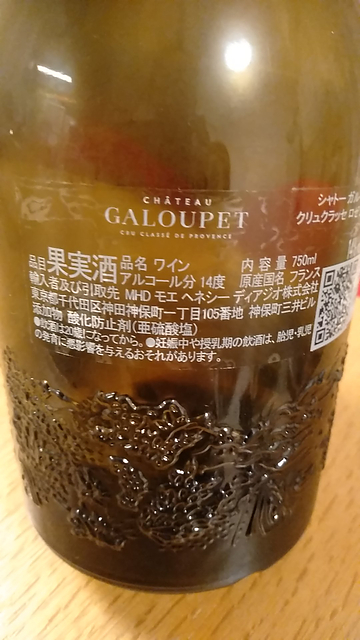 CHÂTEAU
GALOUPET
CRU CLASSÉ DE PROVENCE
シャトー ガル
クリュクラッセ ロゼ
品目 果実酒 品名 ワイン 内容量 750ml
アルコール分 14度 原産国名 フランス
輸入者及び引取先 MHD モエ ヘネシー ディアジオ株式会社
東京都千代田区神田神保町一丁目105番地 神保町三井ビル
添加物 酸化防止剤(亜硫酸塩)
●飲酒は20歳になってから。●妊娠中や授乳期の飲酒は、胎児・乳児
の発育に悪影響を与えるおそれがあります。